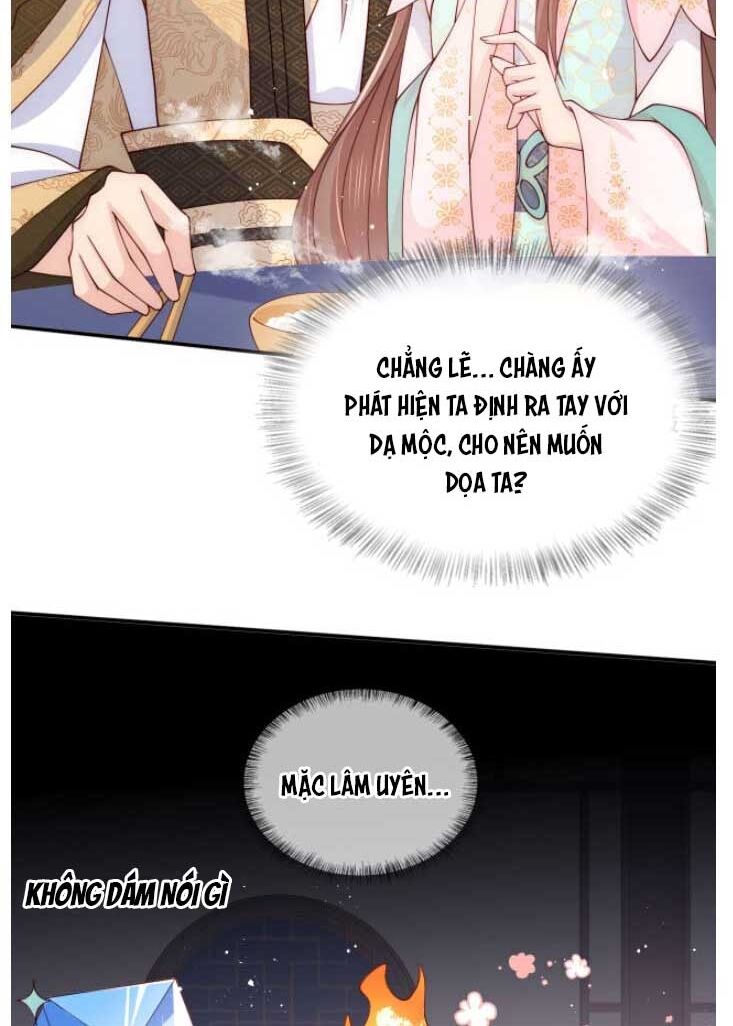 CHẲNG LẼ... CHÀNG ẤY
PHÁT HIỆN TA ĐỊNH RA TAY VỚI
DẠ MỘC, CHO NÊN MUỐN
DỌA TA?
MẶC LÂM UYÊN...
KHÔNG DÁM NÓI GÌ